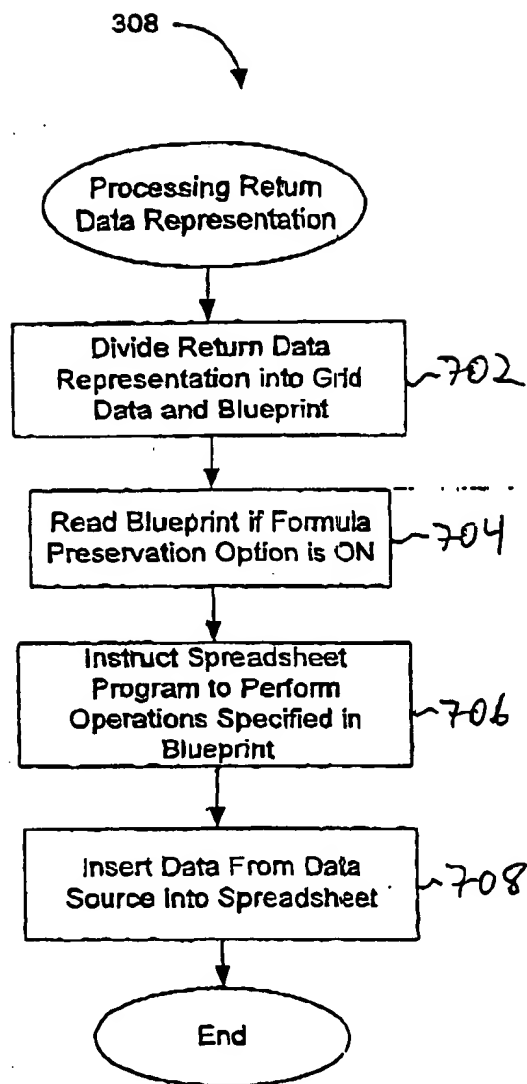 308
Processing Return
Data Representation
Divide Return Data
Representation into Grid
Data and Blueprint
702
Read Blueprint if Formula
Preservation Option is ON
704
Instruct Spreadsheet
Program to Perform
Operations Specified in
Blueprint
706
Insert Data From Data
Source into Spreadsheet
708
End